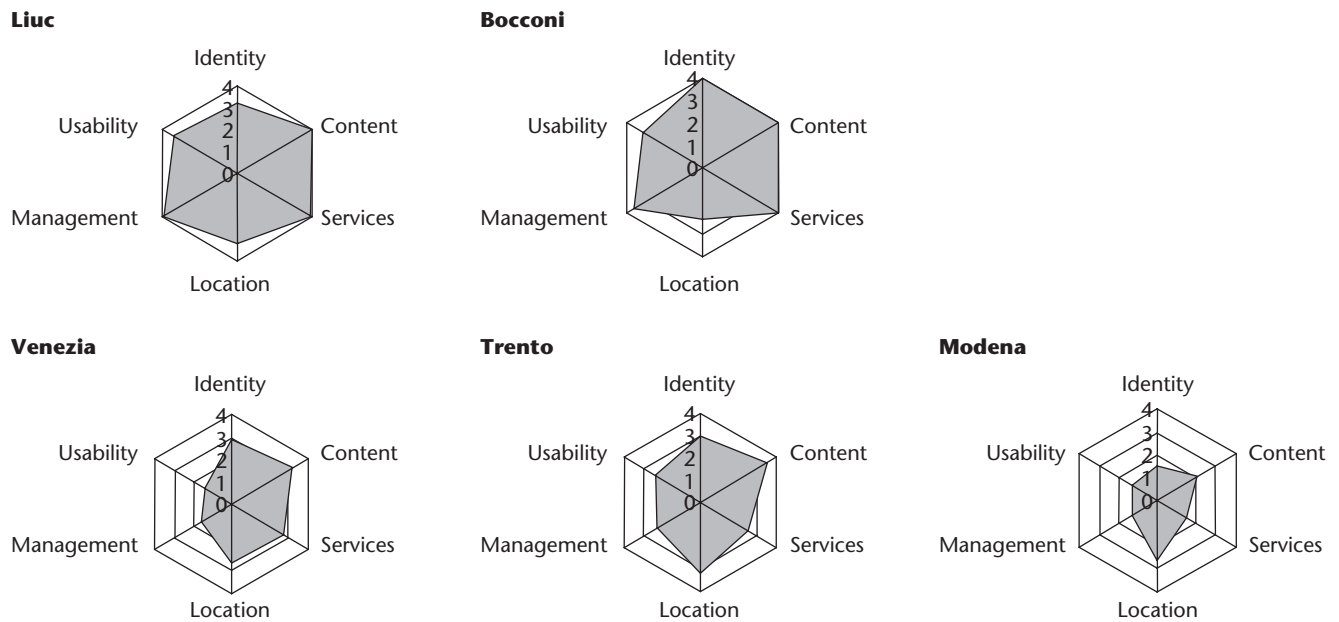 Liuc
Identity
4
3
2
1
0
Usability
Content
Management
Services
Location
Bocconi
Identity
4
3
2
1
0
Usability
Content
Management
Services
Location
Venezia
Identity
4
3
2
1
0
Usability
Content
Management
Services
Location
Trento
Identity
4
3
2
1
0
Usability
Content
Management
Services
Location
Modena
Identity
4
3
2
1
0
Usability
Content
Management
Services
Location